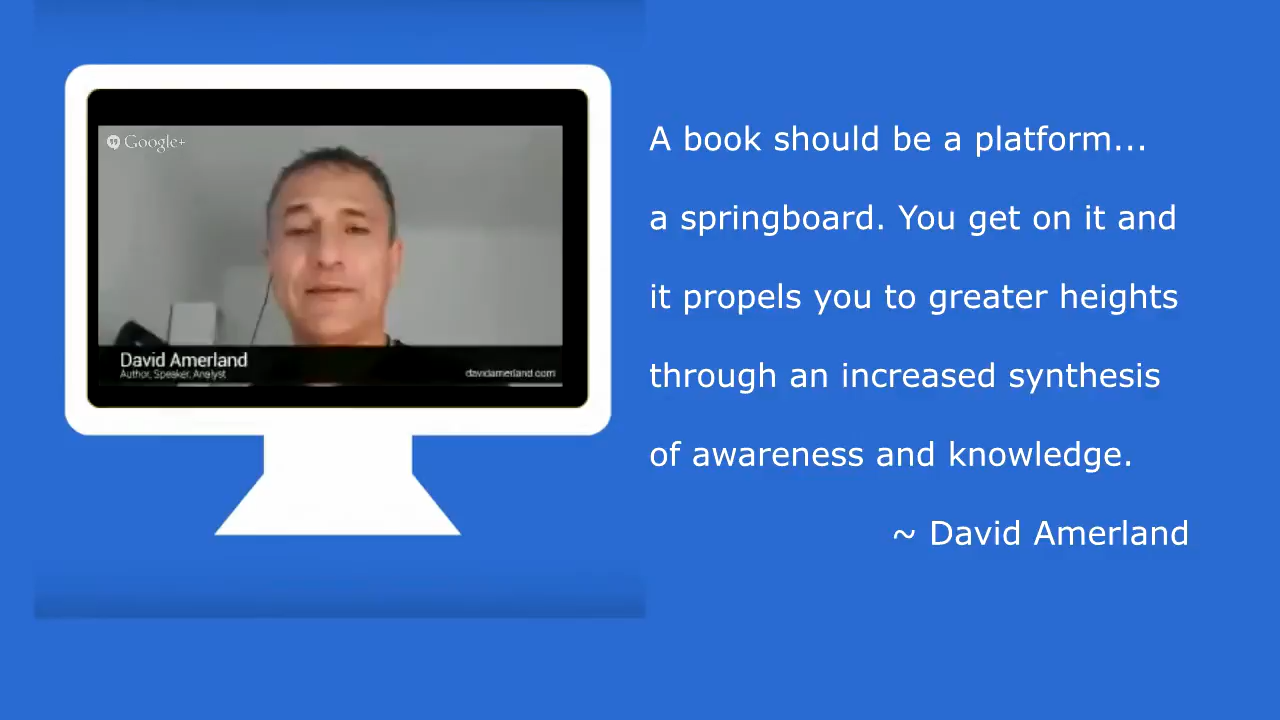 Google+
David Amerland
Author, Speaker, Analyst
davidamerland.com
A book should be a platform...
a springboard. You get on it and
it propels you to greater heights
through an increased synthesis
of awareness and knowledge.
~ David Amerland